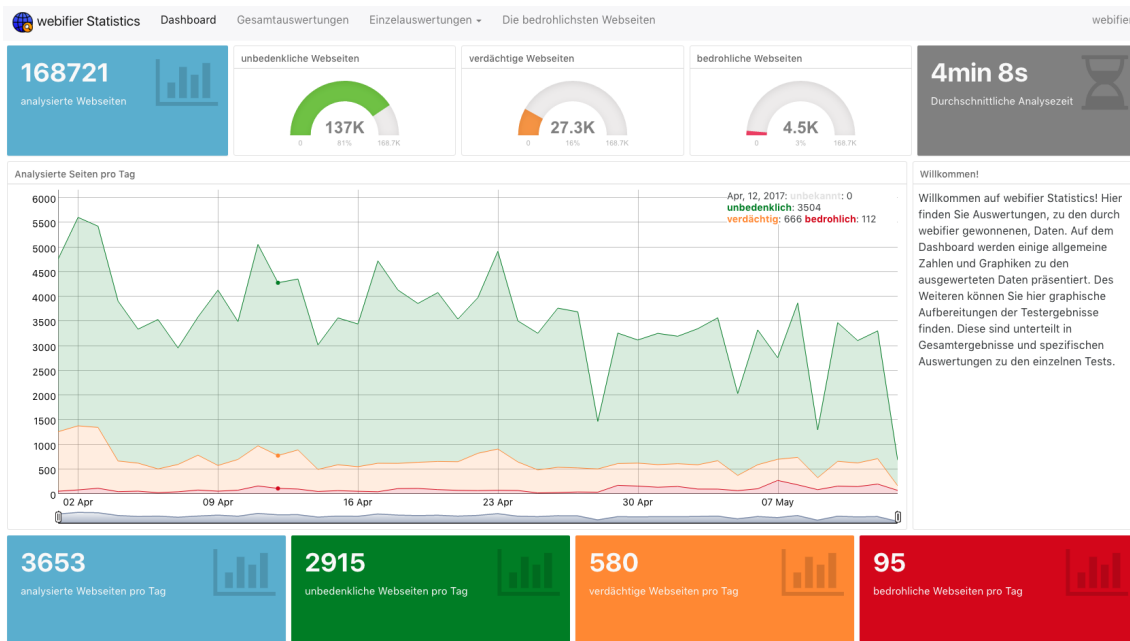 webifier Statistics Dashboard Gesamtauswertungen Einzelauswertungen Die bedrohlichsten Webseiten webifier
168721
analysierte Webseiten
unbedenkliche Webseiten
137K
0 81% 168.7K
verdächtige Webseiten
27.3K
0 16% 168.7K
bedrohliche Webseiten
4.5K
0 3% 168.7K
4min 8s
Durchschnittliche Analysezeit
Analysierte Seiten pro Tag
Apr, 12, 2017: unbekannt: 0
unbedenklich: 3504
verdächtig: 666 bedrohlich: 112
6000
5500
5000
4500
4000
3500
3000
2500
2000
1500
1000
500
0
02 Apr 09 Apr 16 Apr 23 Apr 30 Apr 07 May
Willkommen!
Willkommen auf webifier Statistics! Hier
finden Sie Auswertungen, zu den durch
webifier gewonnenen, Daten. Auf dem
Dashboard werden einige allgemeine
Zahlen und Graphiken zu den
ausgewerteten Daten präsentiert. Des
Weiteren können Sie hier graphische
Aufbereitungen der Testergebnisse
finden. Diese sind unterteilt in
Gesamtergebnisse und spezifischen
Auswertungen zu den einzelnen Tests.
3653
analysierte Webseiten pro Tag
2915
unbedenkliche Webseiten pro Tag
580
verdächtige Webseiten pro Tag
95
bedrohliche Webseiten pro Tag